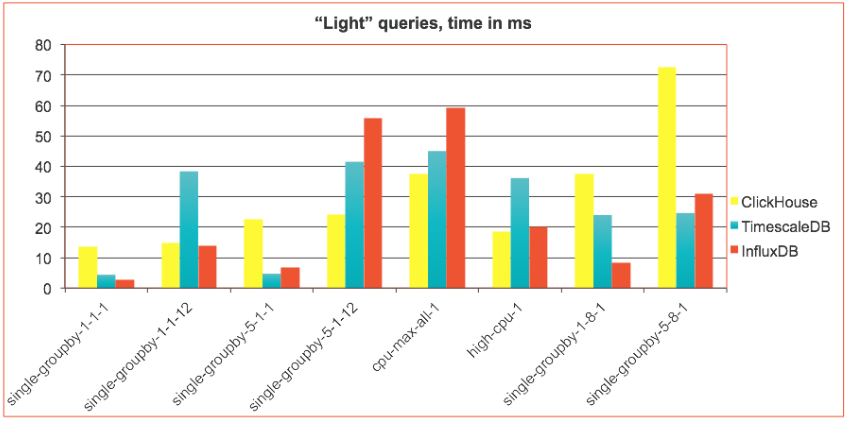 “Light” queries, time in ms
80
70
60
50
40
30
20
10
0
ClickHouse
TimescaleDB
InfluxDB
single-groupby-1-1-1
single-groupby-1-1-12
single-groupby-5-1-1
single-groupby-5-1-12
cpu-max-all-1
high-cpu-1
single-groupby-1-8-1
single-groupby-5-8-1